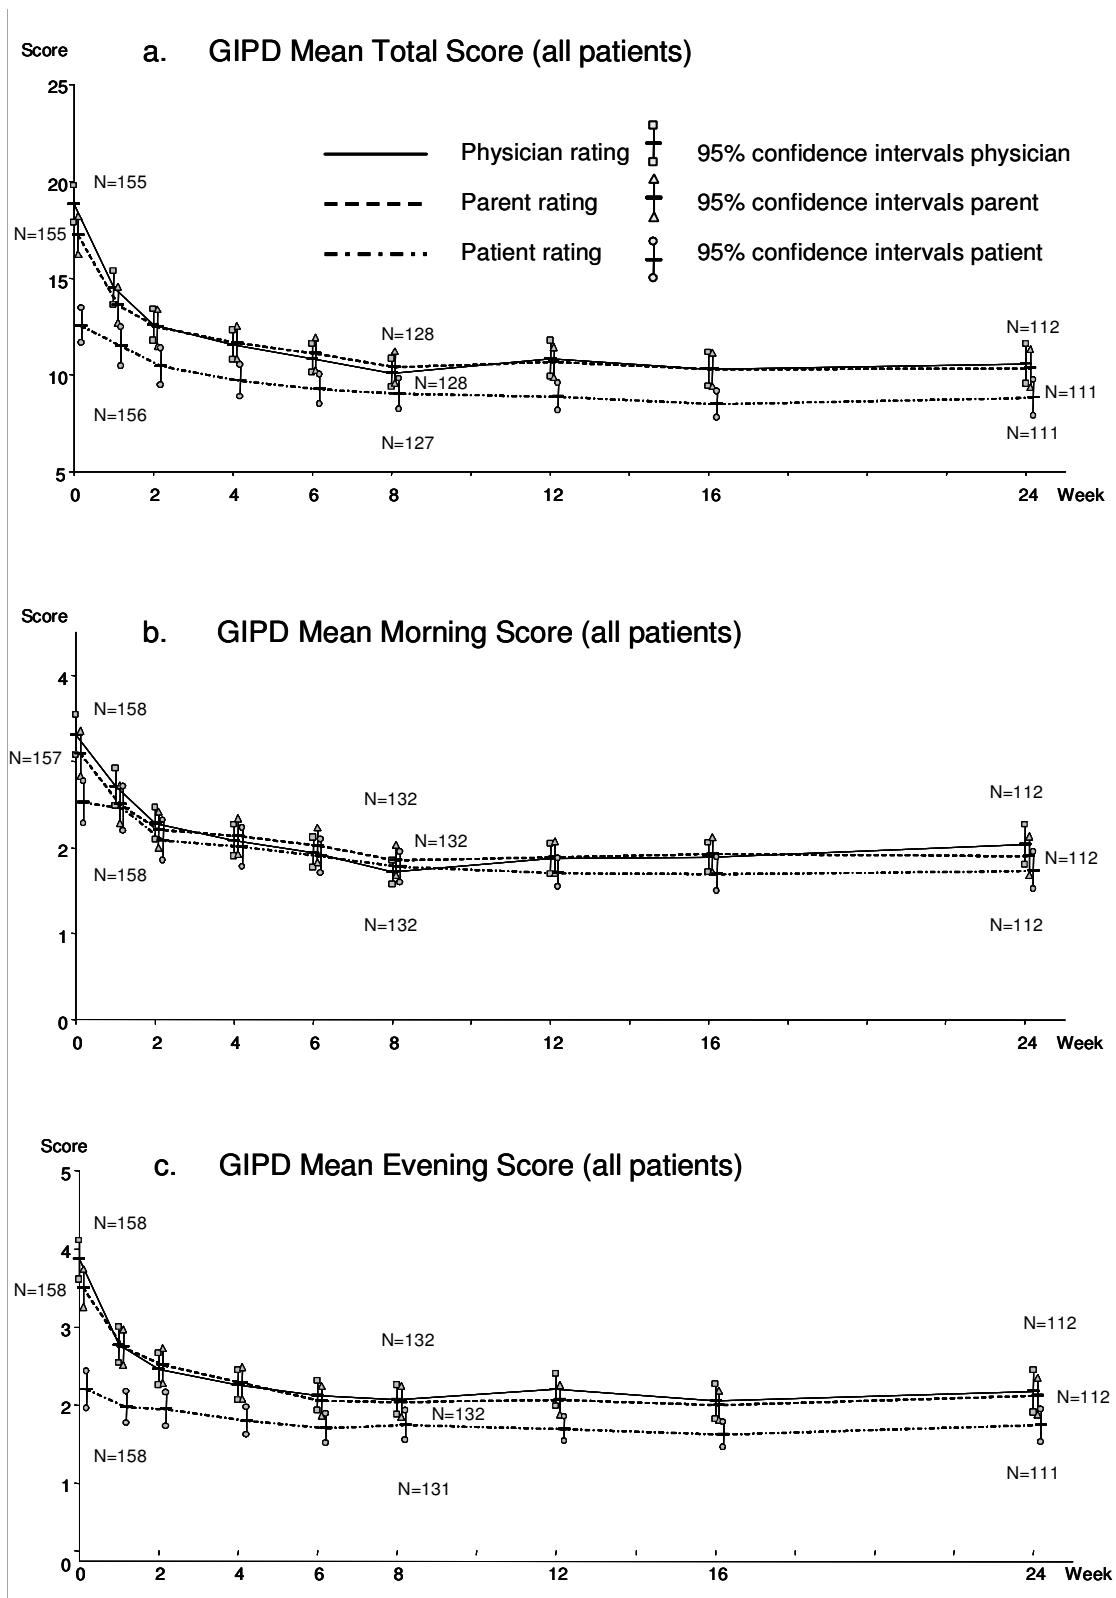 Score
a. GIPD Mean Total Score (all patients)
25
Physician rating 95% confidence intervals physician
20
N=155
Parent rating 95% confidence intervals parent
N=155
Patient rating 95% confidence intervals patient
15
N=128
N=112
10
N=128
N=111
N=156
N=127
N=111
5
0 2 4 6 8 12 16 24 Week
Score
b. GIPD Mean Morning Score (all patients)
4
N=158
N=157
N=132
N=112
N=132
2
N=112
N=158
N=132
N=112
1
0
0 2 4 6 8 12 16 24 Week
Score
c. GIPD Mean Evening Score (all patients)
5
N=158
4
N=158
3
N=112
N=132
2
N=132
N=112
N=158
N=111
1
N=131
0
0 2 4 6 8 12 16 24 Week